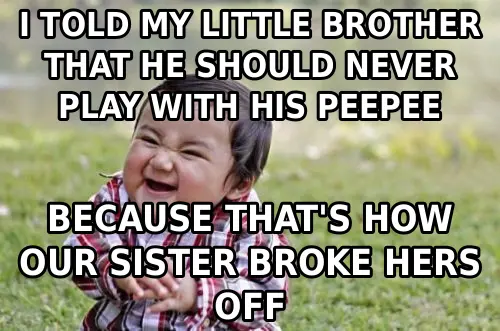 I TOLD MY LITTLE BROTHER
THAT HE SHOULD NEVER
PLAY WITH HIS PEEPEE
BECAUSE THAT'S HOW
OUR SISTER BROKE HERS
OFF